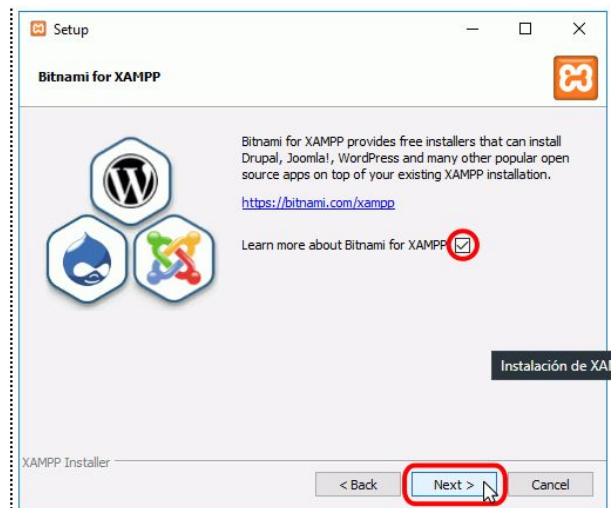 Setup
Bitnami for XAMPP
Bitnami for XAMPP provides free installers that can install
Drupal, Joomla!, WordPress and many other popular open
source apps on top of your existing XAMPP installation.
https://bitnami.com/xampp
Learn more about Bitnami for XAMPP
Instalación de XA
XAMPP Installer
< Back
Next >
Cancel